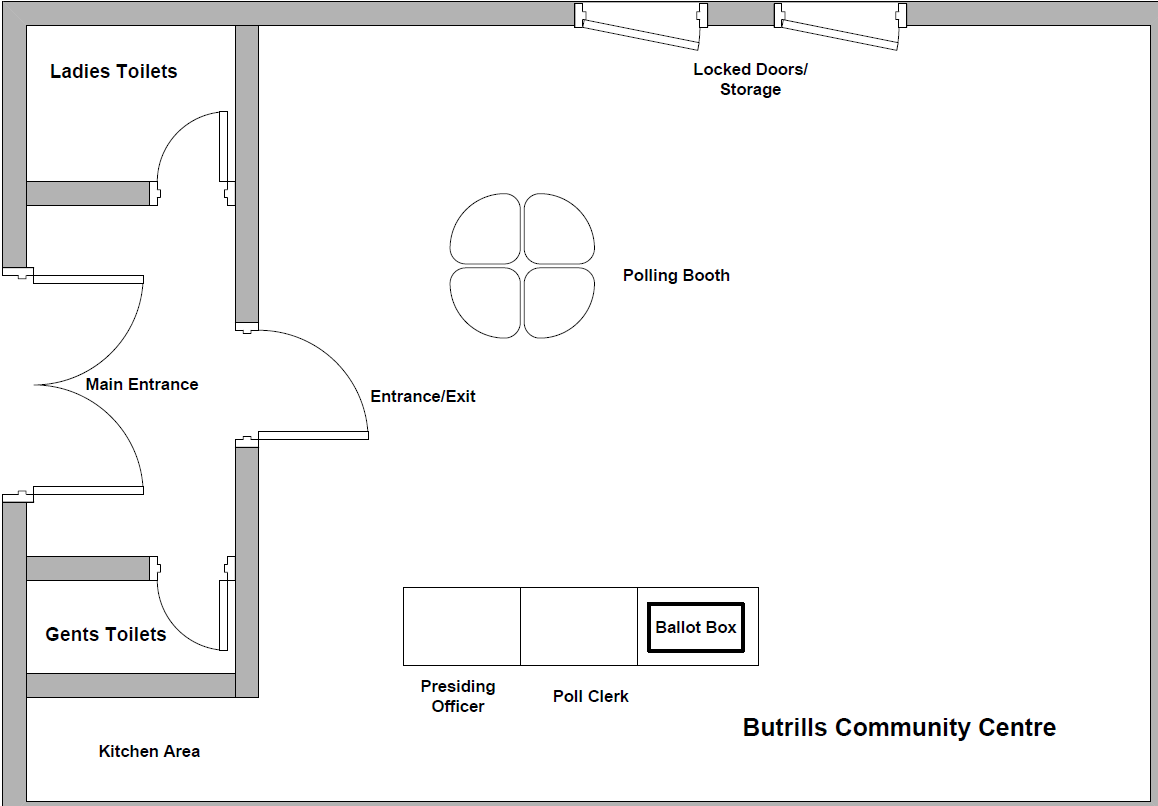 Ladies Toilets
Locked Doors/
Storage
Polling Booth
Main Entrance
Entrance/Exit
Gents Toilets
Ballot Box
Presiding
Officer
Poll Clerk
Butrills Community Centre
Kitchen Area